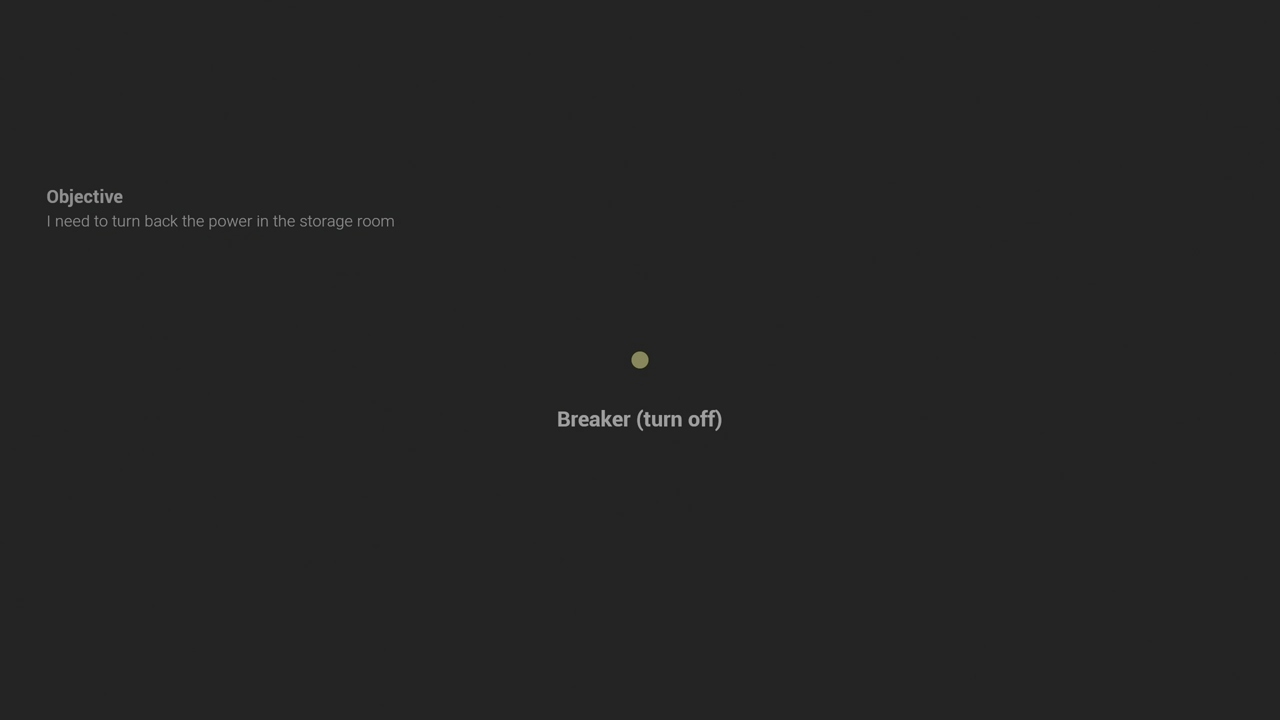 Objective
I need to turn back the power in the storage room
Breaker (turn off)